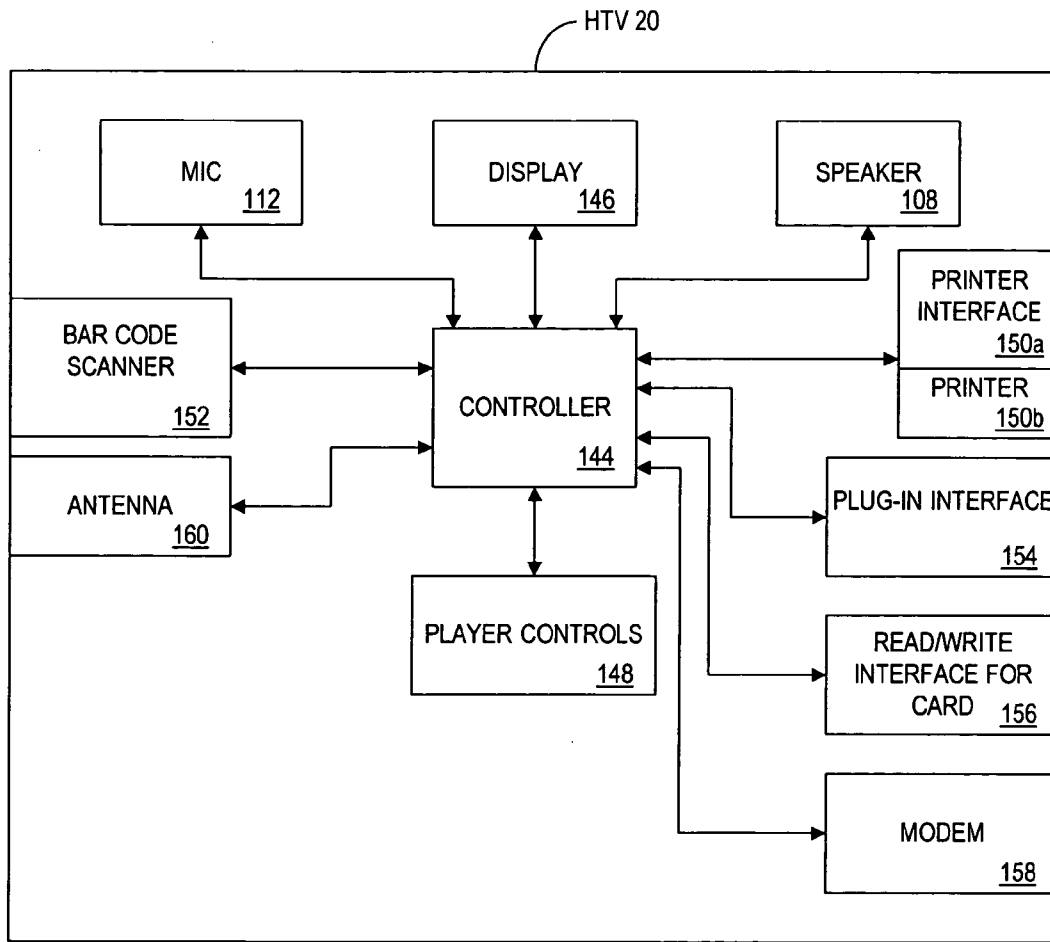 HTV 20
MIC
112
DISPLAY
146
SPEAKER
108
PRINTER
INTERFACE
150a
PRINTER
150b
BAR CODE
SCANNER
152
CONTROLLER
144
ANTENNA
160
PLUG-IN INTERFACE
154
PLAYER CONTROLS
148
READ/WRITE
INTERFACE FOR
CARD
156
MODEM
158